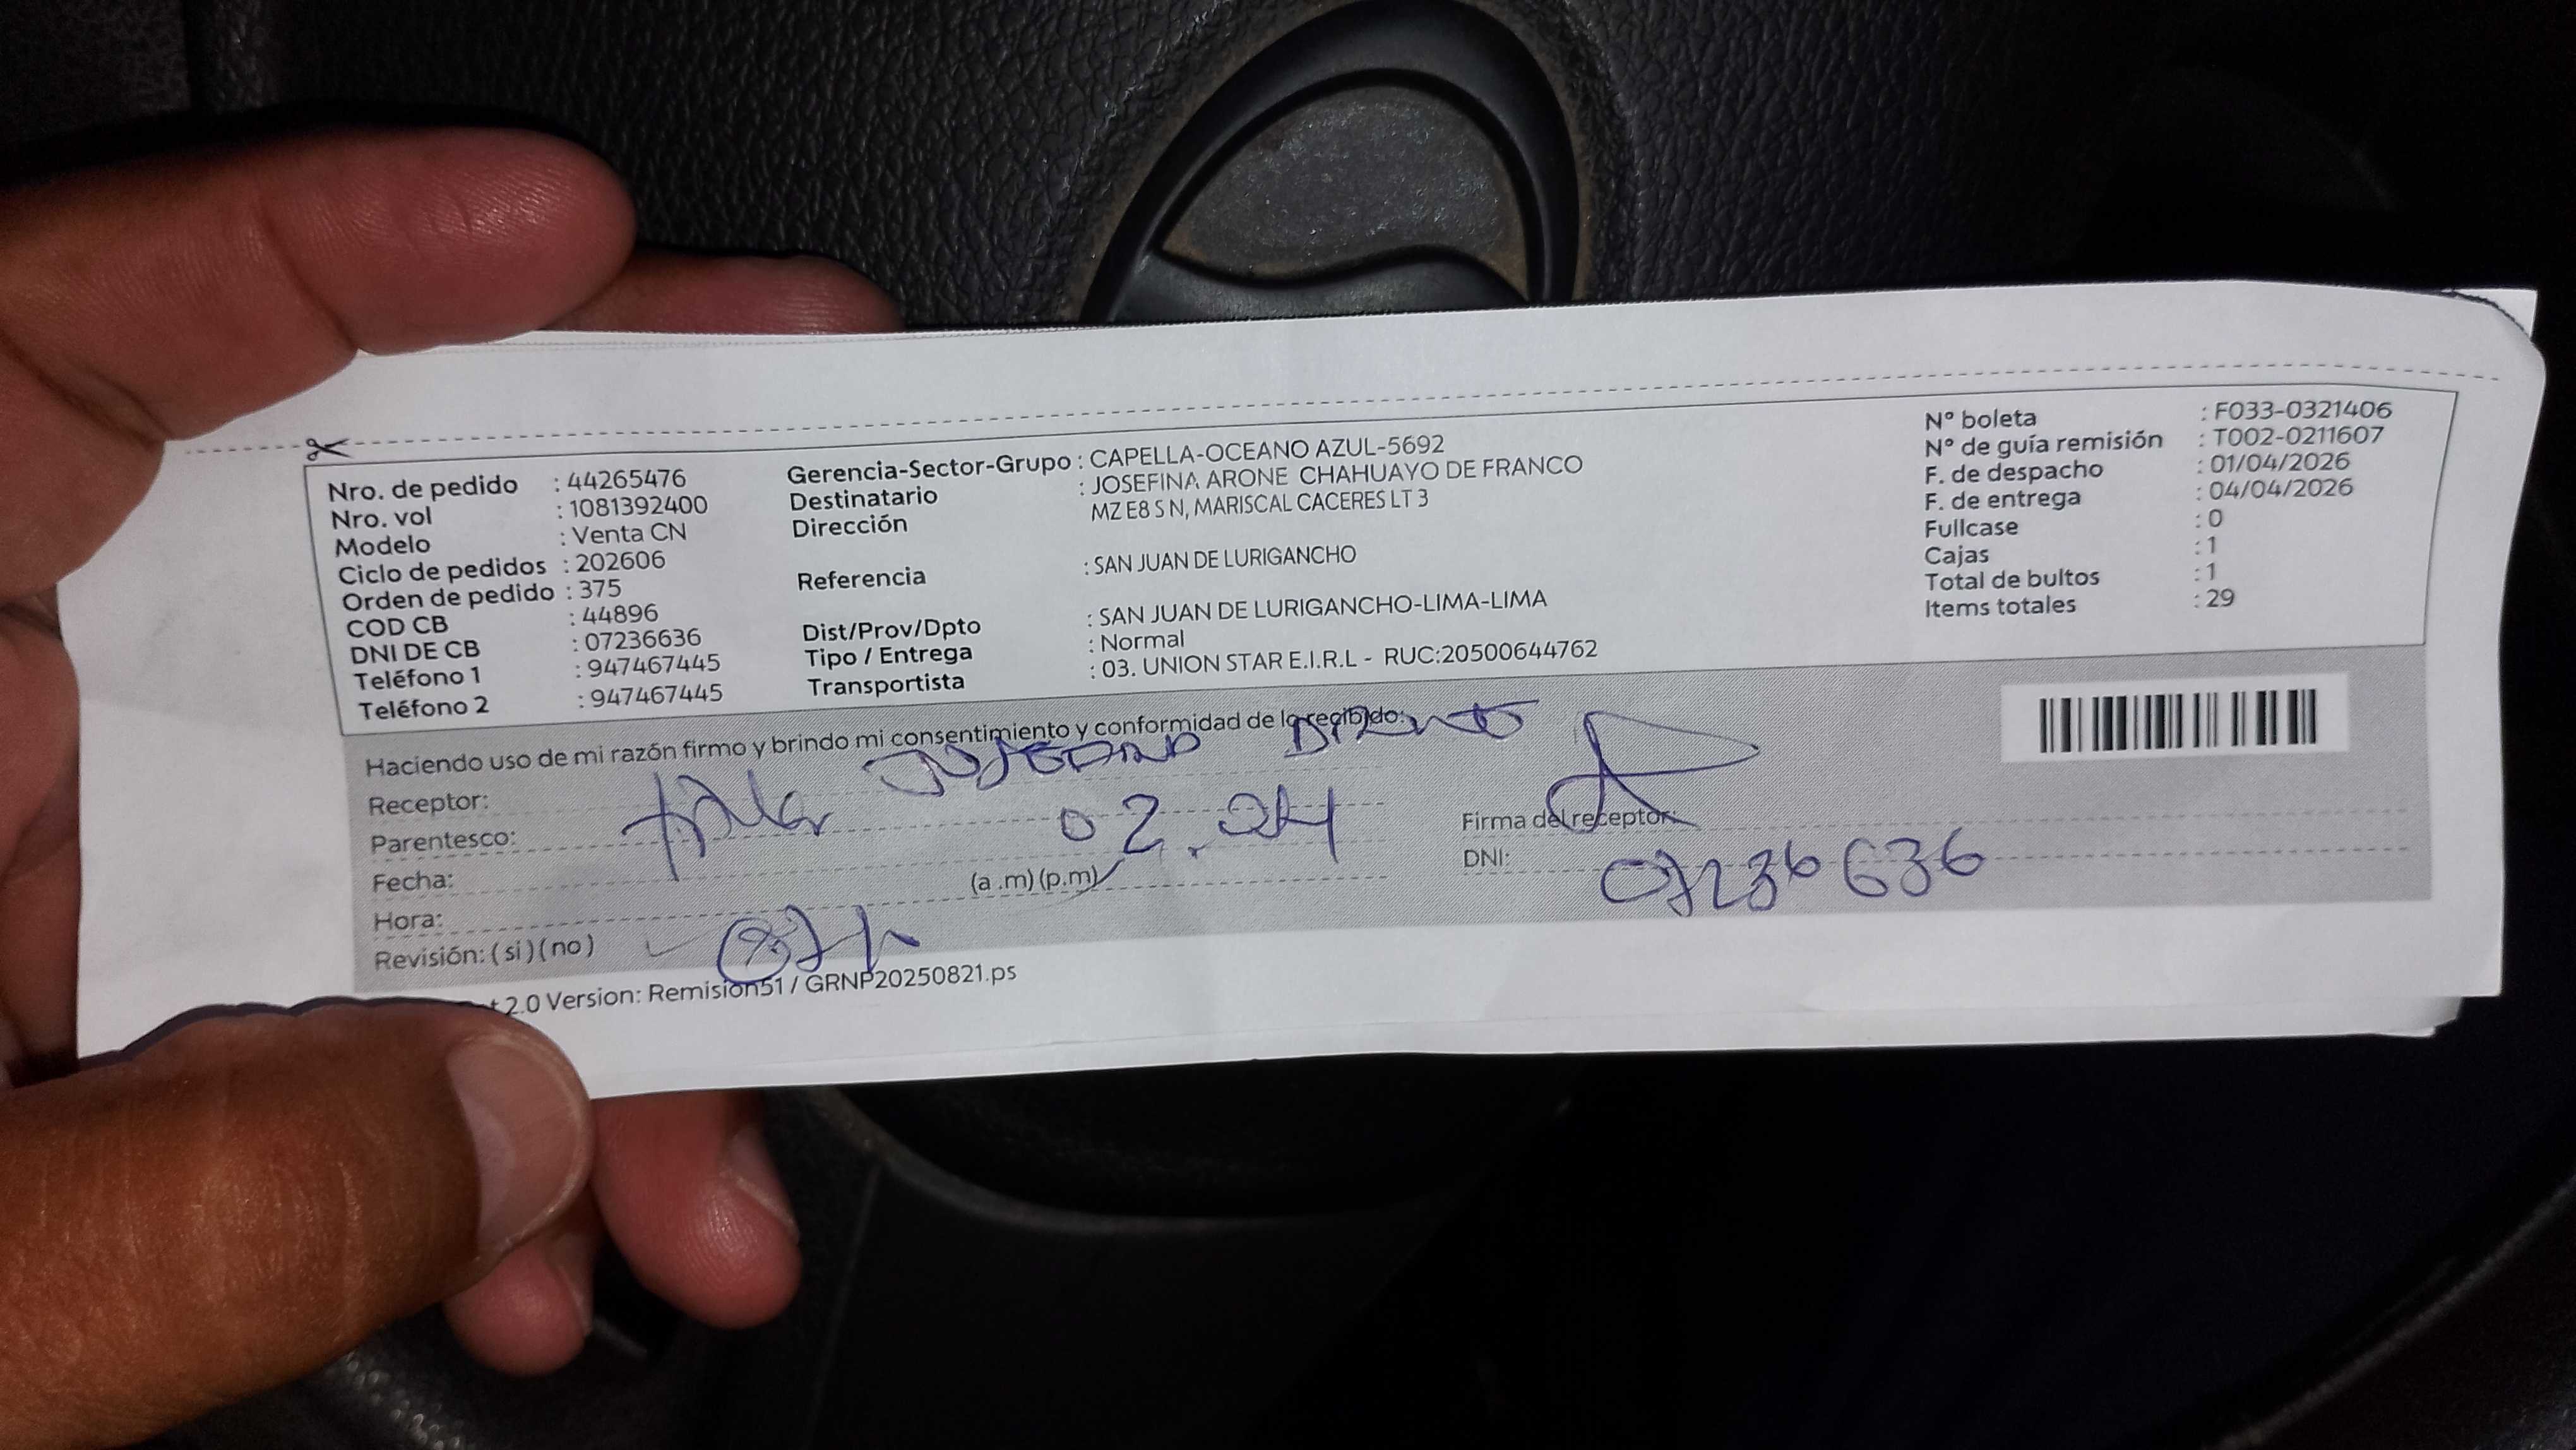 Nro. de pedido : 44265476
Nro. vol : 1081392400
Modelo : Venta CN
Ciclo de pedidos : 202606
Orden de pedido : 375
COD CB : 44896
DNI DE CB : 07236636
Teléfono 1 : 947467445
Teléfono 2 : 947467445
Gerencia-Sector-Grupo : CAPELLA-OCEANO AZUL-5692
Destinatario : JOSEFINA ARONE CHAHUAYO DE FRANCO
Dirección MZ E8 S N, MARISCAL CACERES LT 3
Referencia : SAN JUAN DE LURIGANCHO
Dist/Prov/Dpto : SAN JUAN DE LURIGANCHO-LIMA-LIMA
Tipo / Entrega : Normal
Transportista : 03. UNION STAR E.I.R.L - RUC:20500644762
N° boleta : F033-0321406
N° de guía remisión : T002-0211607
F. de despacho : 01/04/2026
F. de entrega : 04/04/2026
Fullcase : 0
Cajas : 1
Total de bultos : 1
Items totales : 29
Haciendo uso de mi razón firmo y brindo mi consentimiento y conformidad de lo recibido:
Receptor:
Parentesco:
Fecha: 02.04
Hora: (a .m) (p.m)
Revisión: ( si ) ( no )
Firma del receptor:
DNI: 07236636
2.0 Version: Remision51 / GRNP20250821.ps